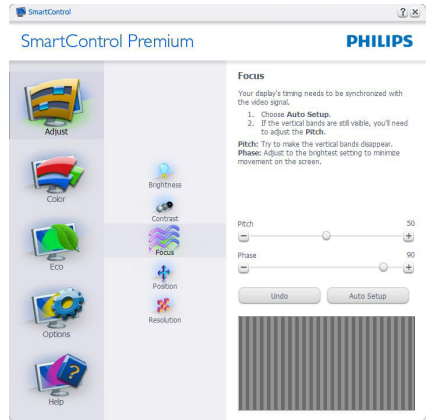 SmartControl
SmartControl Premium
PHILIPS
Adjust
Color
Eco
Options
Help
Brightness
Contrast
Focus
Position
Resolution
Focus
Your display's timing needs to be synchronized with
the video signal.
1. Choose Auto Setup.
2. If the vertical bands are still visible, you'll need
to adjust the Pitch.
Pitch: Try to make the vertical bands disappear.
Phase: Adjust to the brightest setting to minimize
movement on the screen.
Pitch 50
Phase 90
Undo Auto Setup